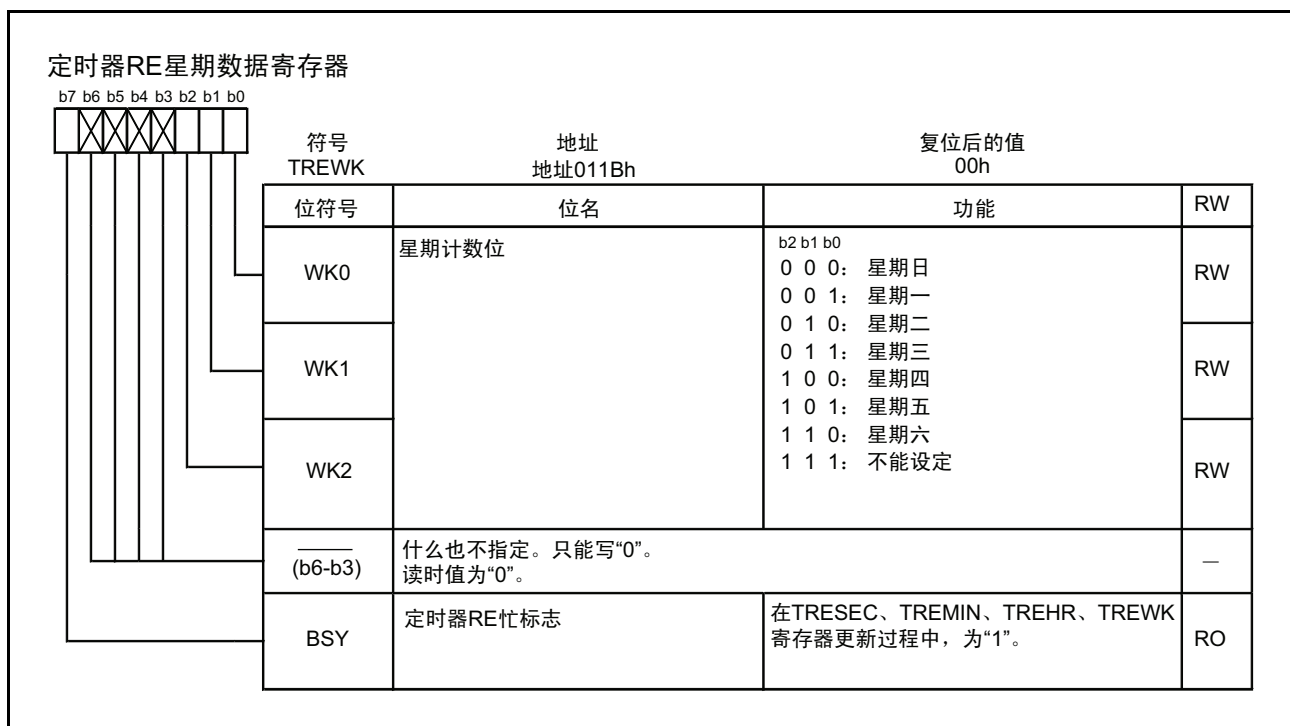 定时器RE星期数据寄存器
b7 b6 b5 b4 b3 b2 b1 b0
符号 地址 复位后的值
TREWK 地址011Bh 00h
位符号 位名 功能 RW
WK0 星期计数位 b2 b1 b0 RW
0 0 0： 星期日
0 0 1： 星期一
0 1 0： 星期二
WK1 0 1 1： 星期三 RW
1 0 0： 星期四
1 0 1： 星期五
1 1 0： 星期六
WK2 1 1 1： 不能设定 RW
(b6-b3) 什么也不指定。只能写“0”。 —
读时值为“0”。
BSY 定时器RE忙标志 在TRESEC、TREMIN、TREHR、TREWK RO
寄存器更新过程中，为“1”。